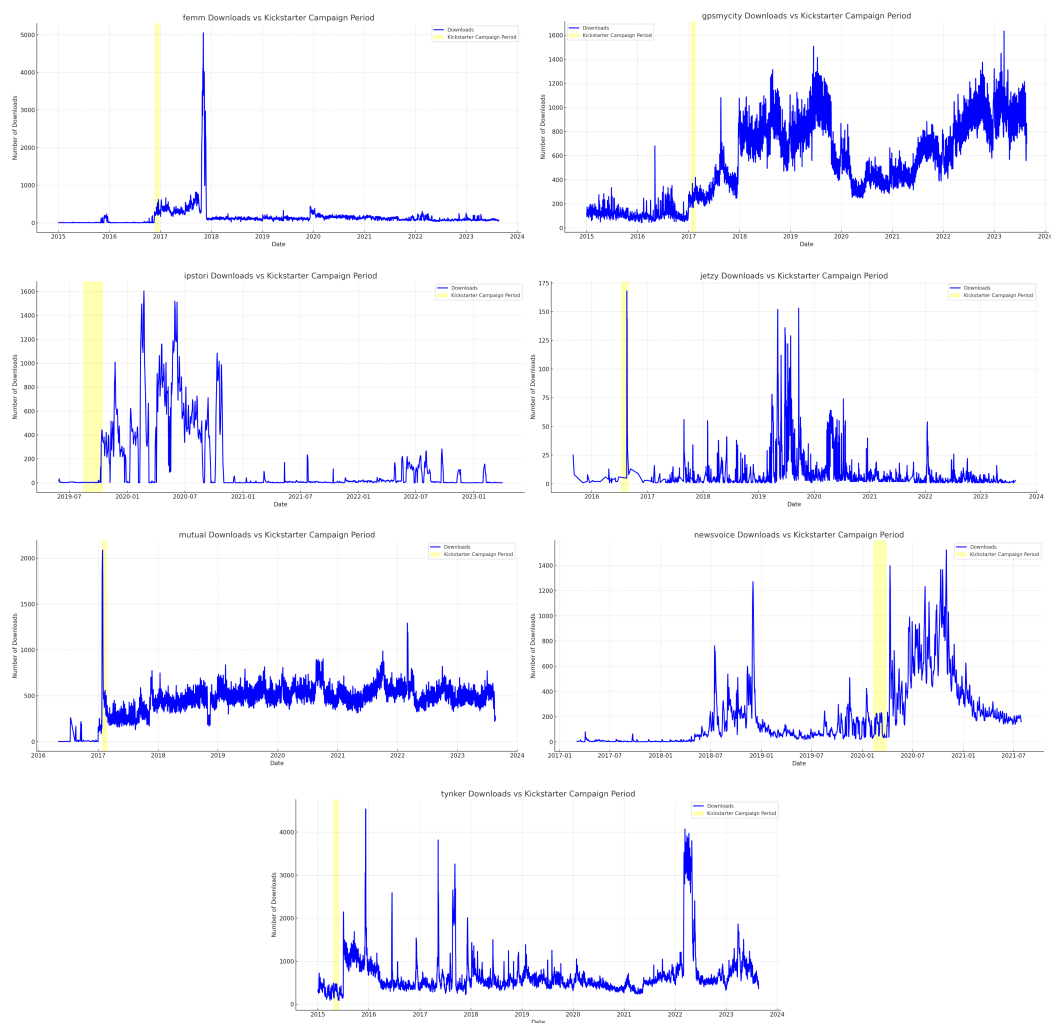 femm Downloads vs Kickstarter Campaign Period
Downloads
Kickstarter Campaign Period
Number of Downloads
5000
4000
3000
2000
1000
0
2015 2016 2017 2018 2019 2020 2021 2022 2023 2024
Date
gpsmycity Downloads vs Kickstarter Campaign Period
Downloads
Kickstarter Campaign Period
Number of Downloads
1600
1400
1200
1000
800
600
400
200
0
2015 2016 2017 2018 2019 2020 2021 2022 2023 2024
Date
ipstori Downloads vs Kickstarter Campaign Period
Downloads
Kickstarter Campaign Period
Number of Downloads
1600
1400
1200
1000
800
600
400
200
0
2019-07 2020-01 2020-07 2021-01 2021-07 2022-01 2022-07 2023-01
Date
jetzy Downloads vs Kickstarter Campaign Period
Downloads
Kickstarter Campaign Period
Number of Downloads
175
150
125
100
75
50
25
0
2016 2017 2018 2019 2020 2021 2022 2023 2024
Date
mutual Downloads vs Kickstarter Campaign Period
Downloads
Kickstarter Campaign Period
Number of Downloads
2000
1500
1000
500
0
2016 2017 2018 2019 2020 2021 2022 2023 2024
Date
newsvoice Downloads vs Kickstarter Campaign Period
Downloads
Kickstarter Campaign Period
Number of Downloads
1400
1200
1000
800
600
400
200
0
2017-01 2017-07 2018-01 2018-07 2019-01 2019-07 2020-01 2020-07 2021-01 2021-07
Date
tynker Downloads vs Kickstarter Campaign Period
Downloads
Kickstarter Campaign Period
Number of Downloads
4000
3000
2000
1000
0
2015 2016 2017 2018 2019 2020 2021 2022 2023 2024
Date